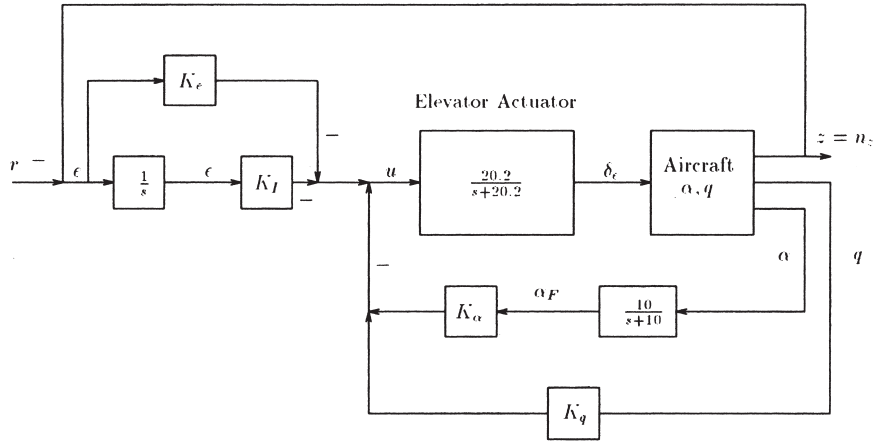 K_e
Elevator Actuator
−
z = n_z
r −
ϵ
1/s
ϵ
K_I
−
u
20.2/(s+20.2)
δ_e
Aircraft
α, q
−
α
q
K_α
α_F
10/(s+10)
K_q